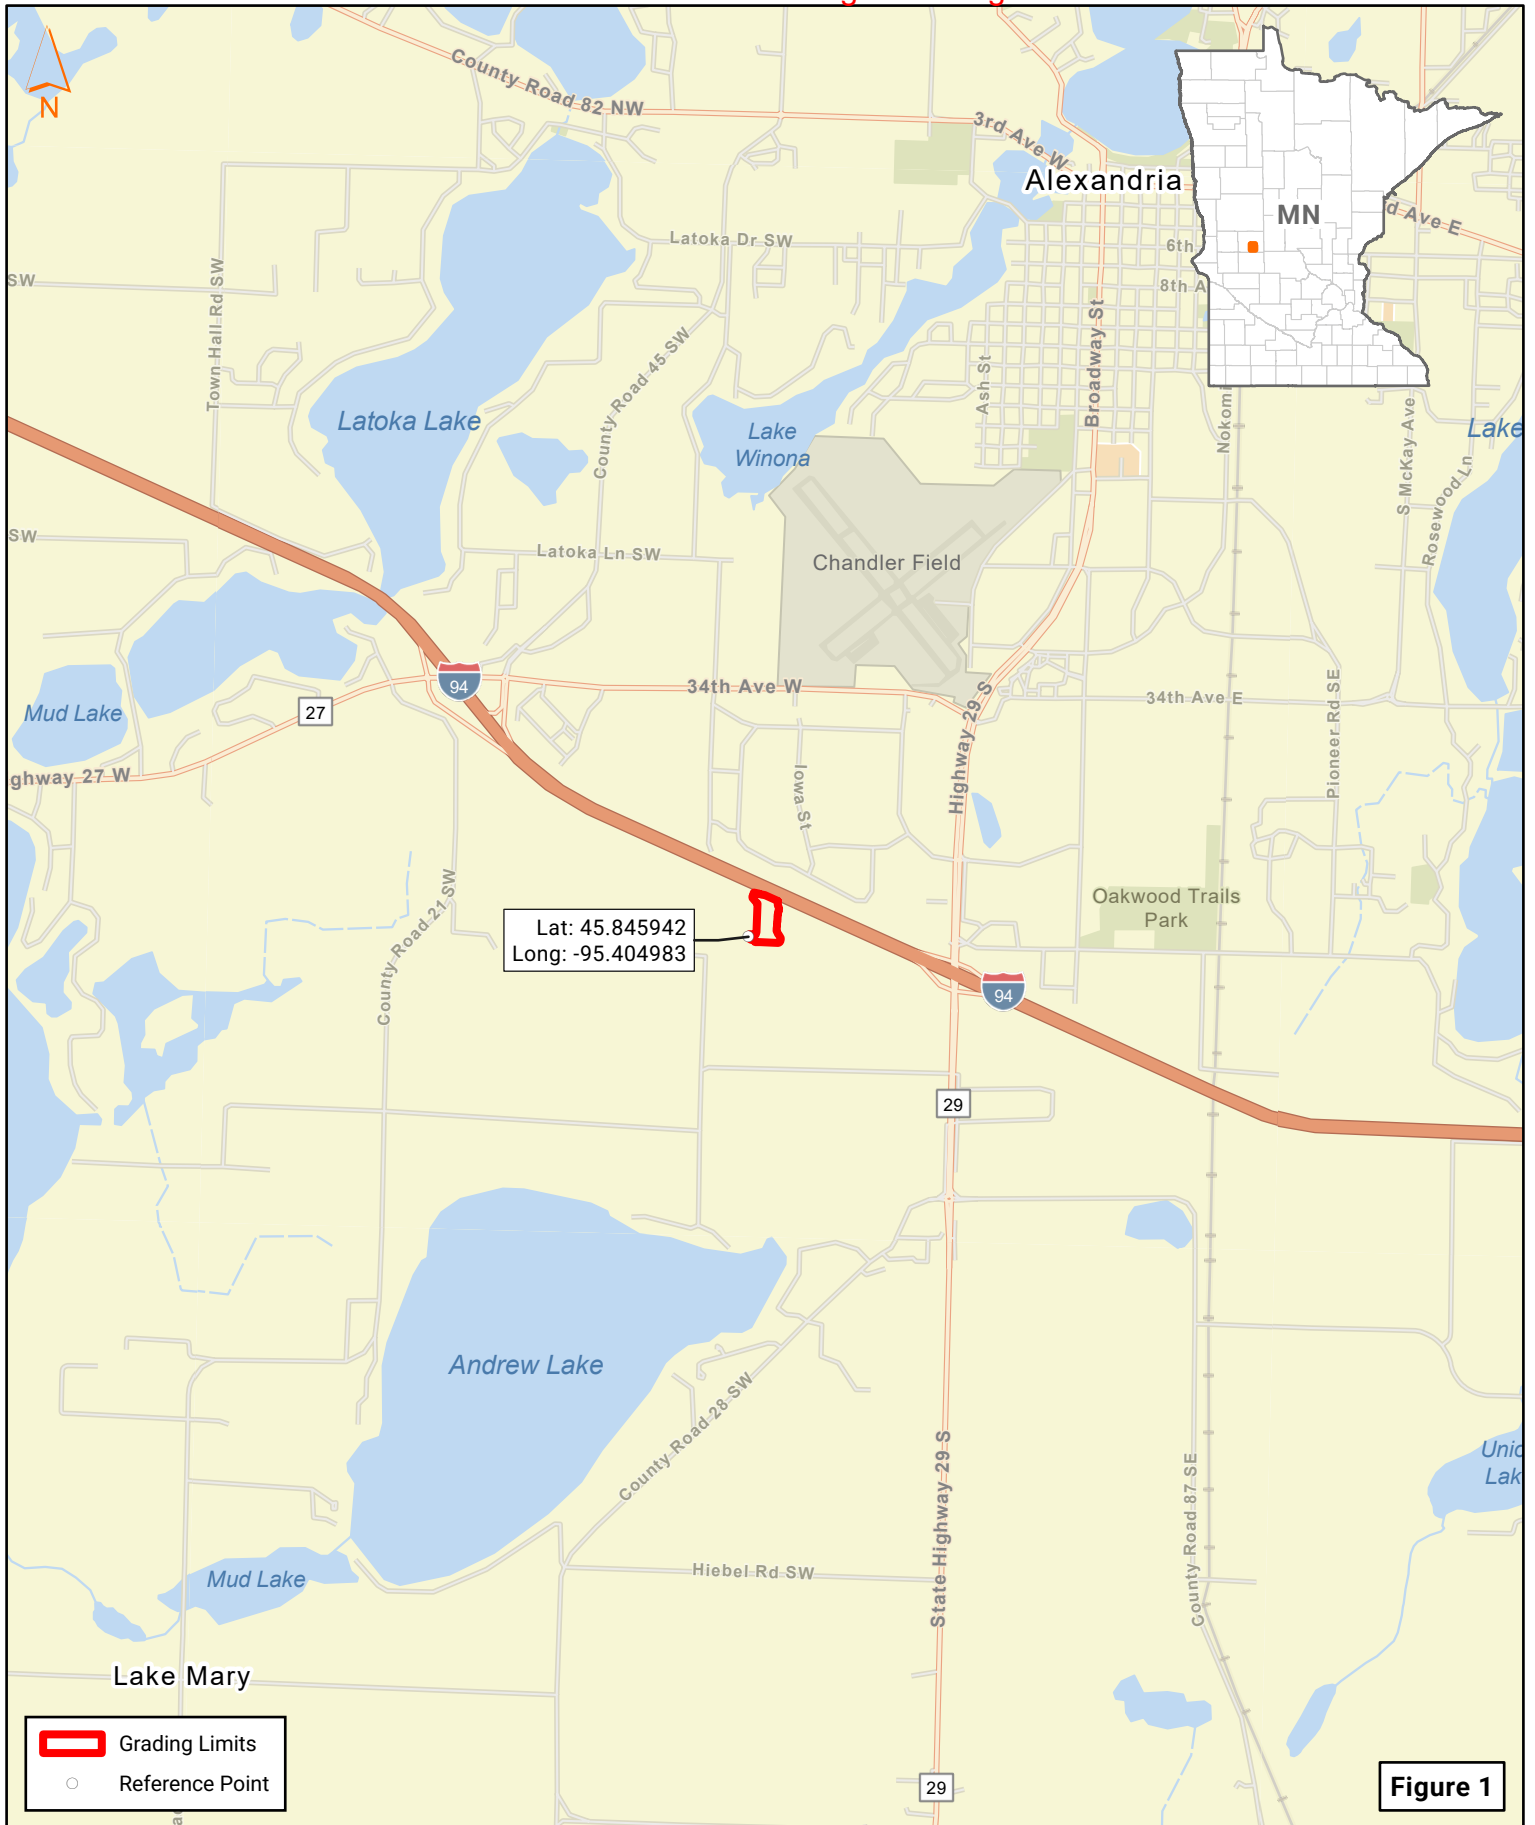 N
County Road 82 NW
3rd Ave W
Alexandria
MN
d Ave E
Latoka Dr SW
6th
8th A
SW
Town Hall Rd SW
County Road 45 SW
Broadway St
Ash St
Latoka Lake
Lake
Winona
Nokomi
S McKay Ave
Lake
Rosewood Ln
SW
Latoka Ln SW
Chandler Field
94
34th Ave W
34th Ave E
Mud Lake
27
Highway 29 S
Pioneer Rd SE
ghway 27 W
Iowa St
County Road 21 SW
Oakwood Trails
Park
Lat: 45.845942
Long: -95.404983
94
29
Andrew Lake
County Road 28 SW
State Highway 29 S
County Road 87 SE
Lak
Hiebel Rd SW
Mud Lake
Lake Mary
Grading Limits
Reference Point
29
Figure 1